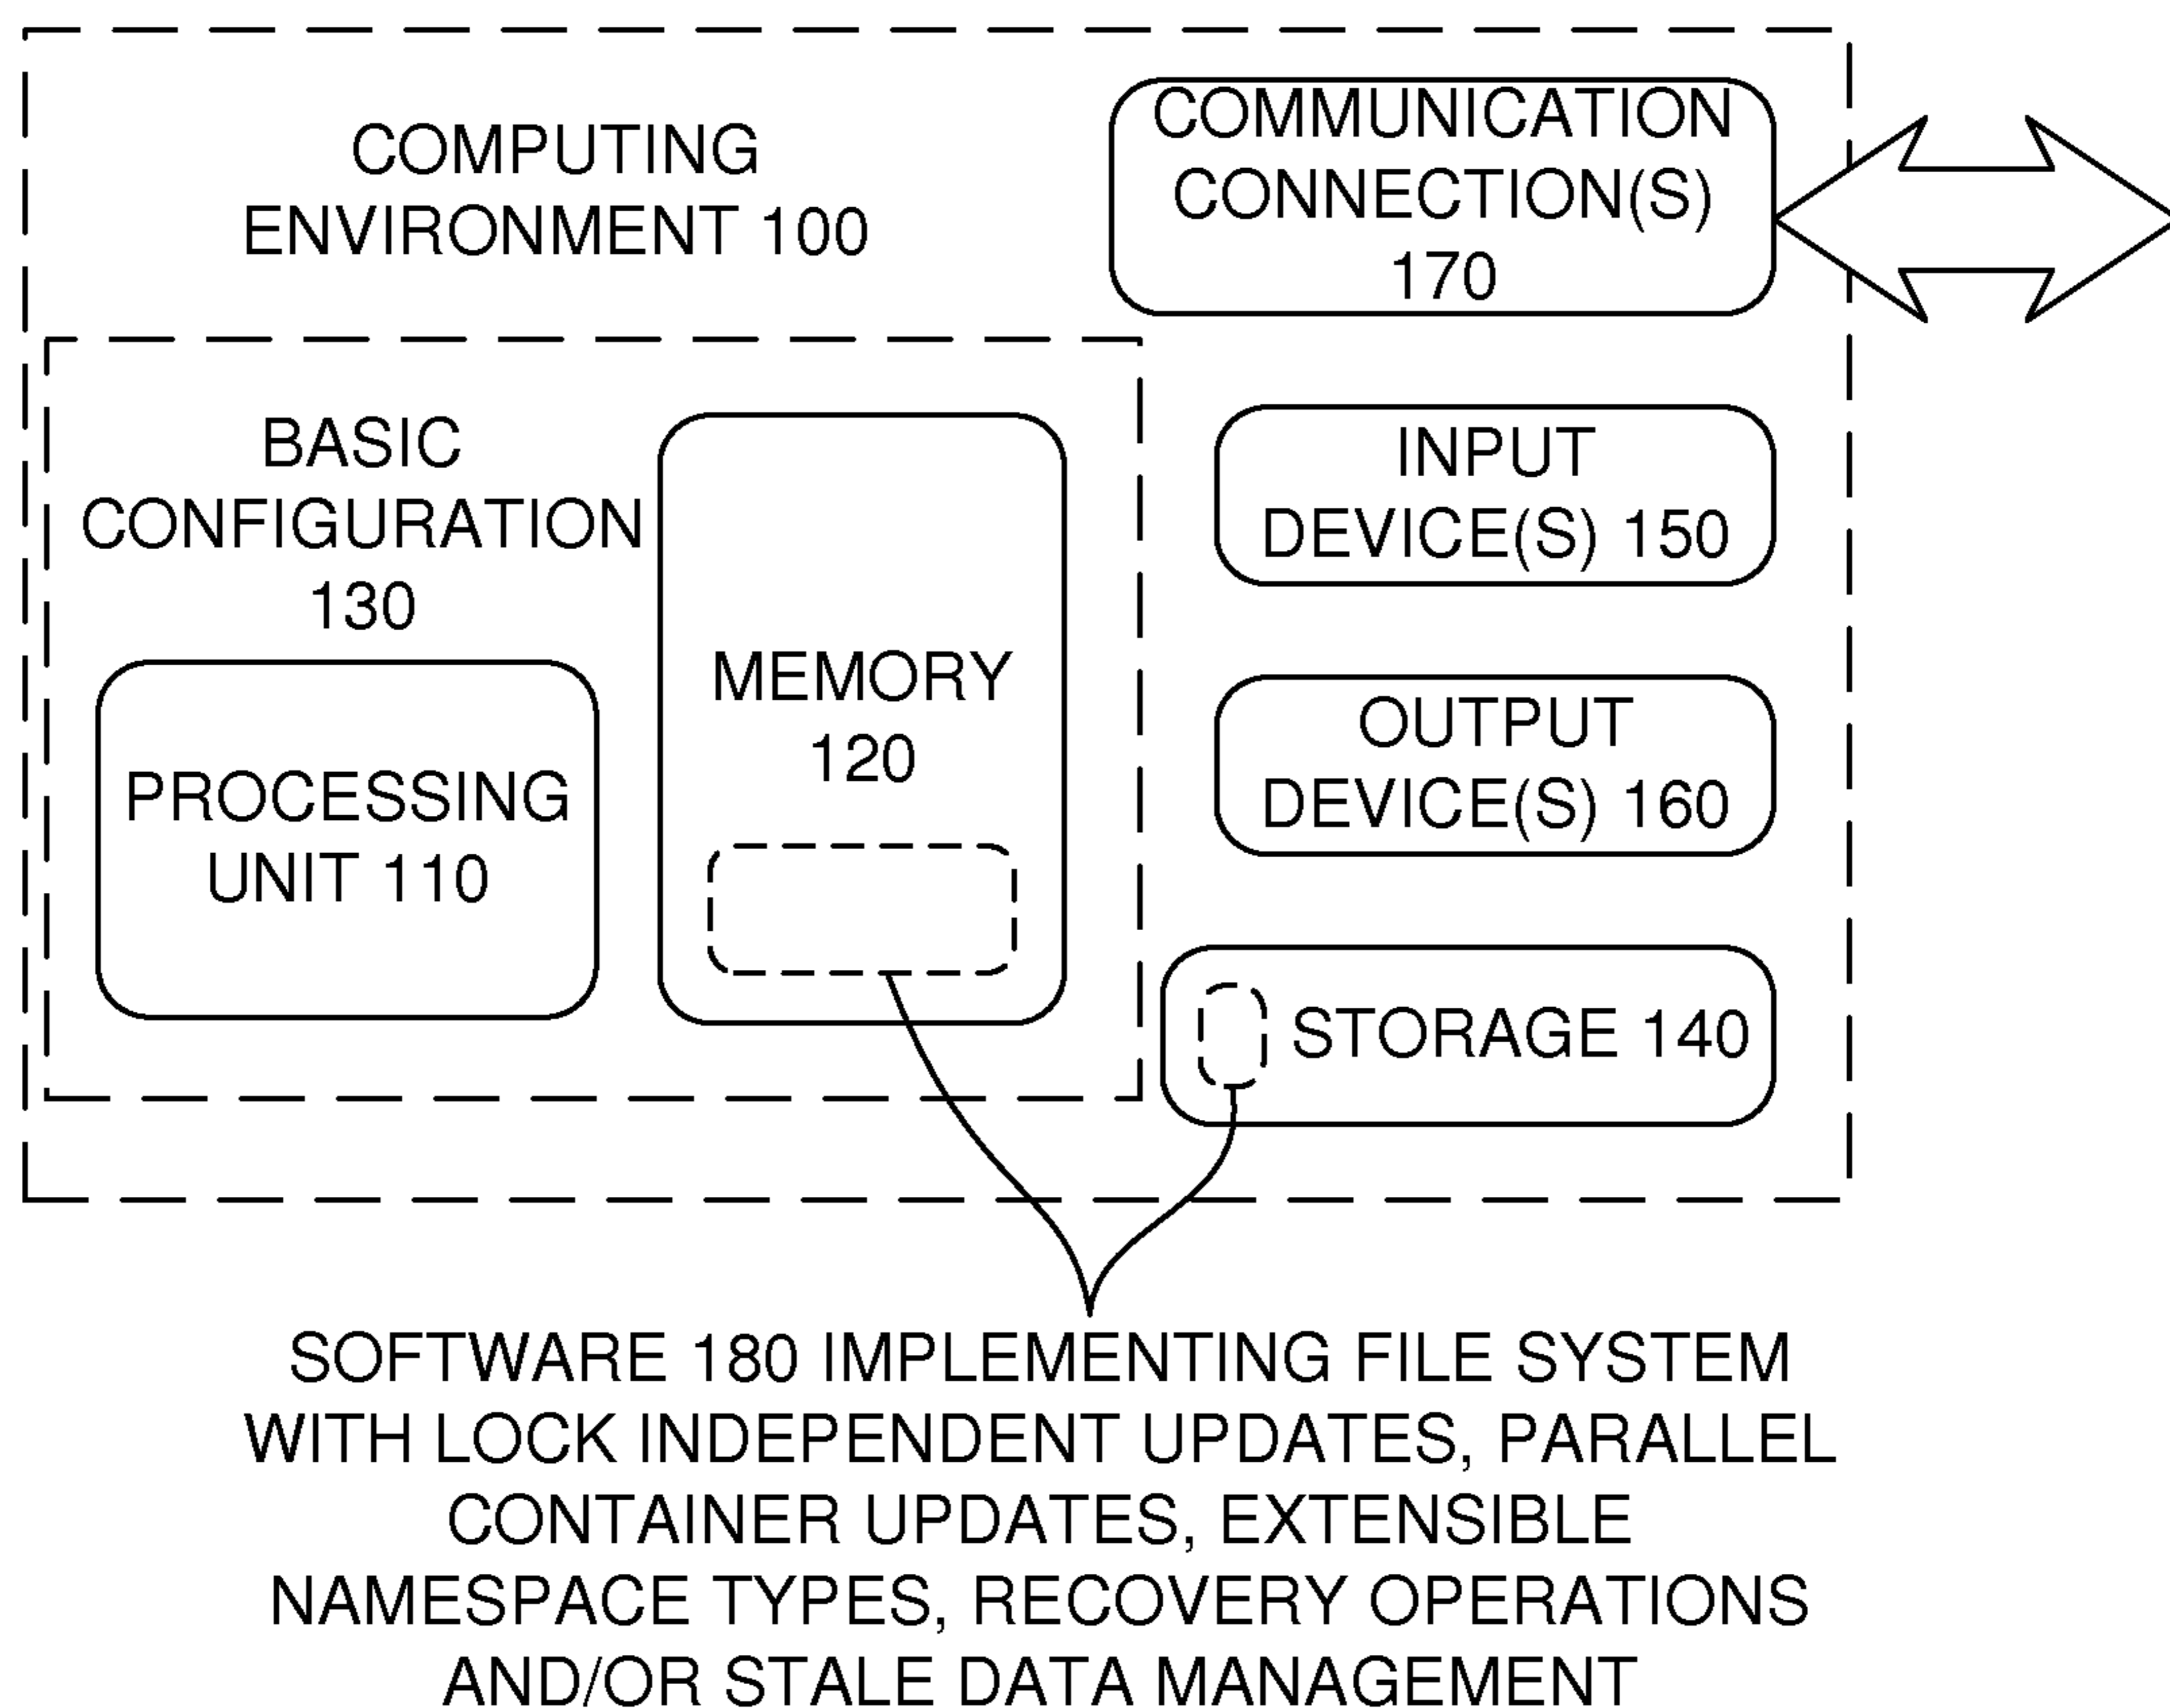 COMPUTING
ENVIRONMENT 100
COMMUNICATION
CONNECTION(S)
170
BASIC
CONFIGURATION
130
MEMORY
120
PROCESSING
UNIT 110
INPUT
DEVICE(S) 150
OUTPUT
DEVICE(S) 160
STORAGE 140
SOFTWARE 180 IMPLEMENTING FILE SYSTEM
WITH LOCK INDEPENDENT UPDATES, PARALLEL
CONTAINER UPDATES, EXTENSIBLE
NAMESPACE TYPES, RECOVERY OPERATIONS
AND/OR STALE DATA MANAGEMENT